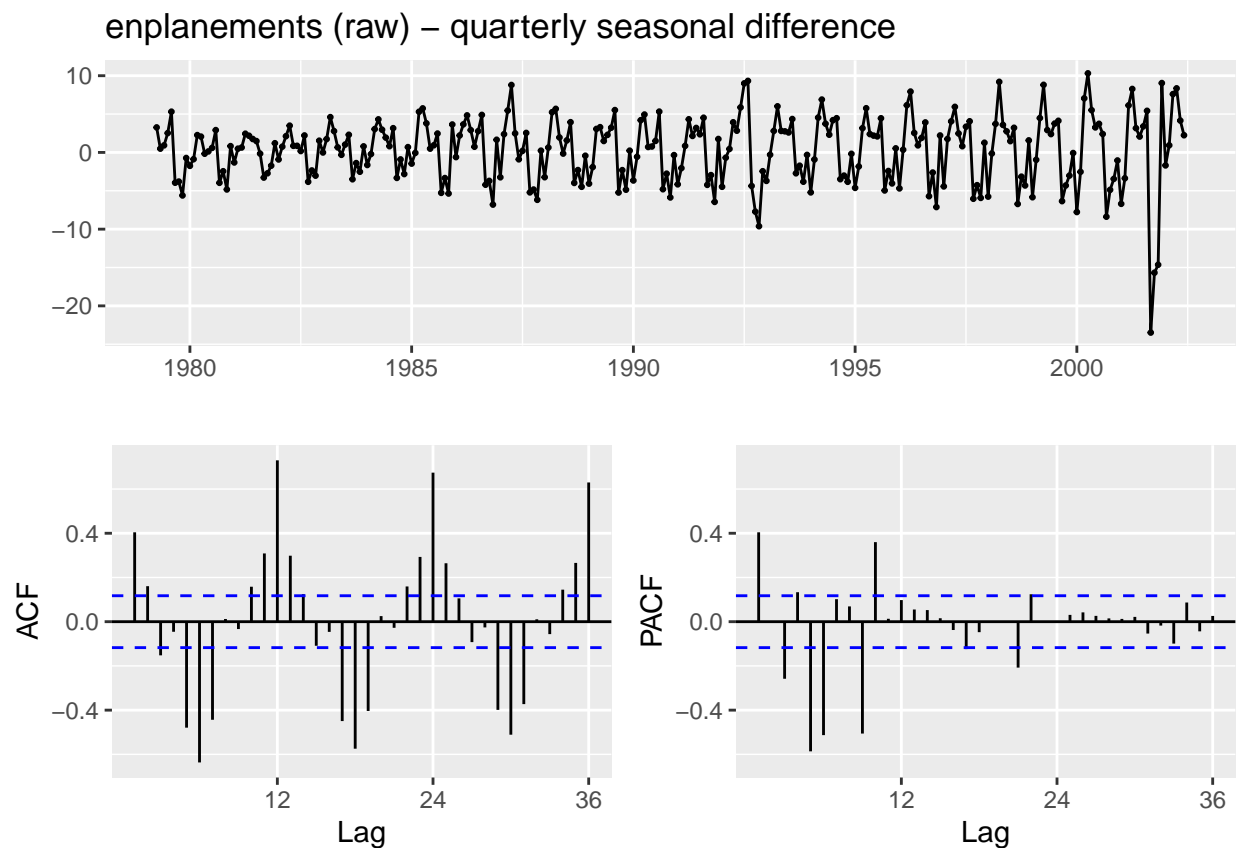 enplanements (raw) – quarterly seasonal difference
10
0
−10
−20
1980 1985 1990 1995 2000
ACF
0.4
0.0
−0.4
12 24 36
Lag
PACF
0.4
0.0
−0.4
12 24 36
Lag